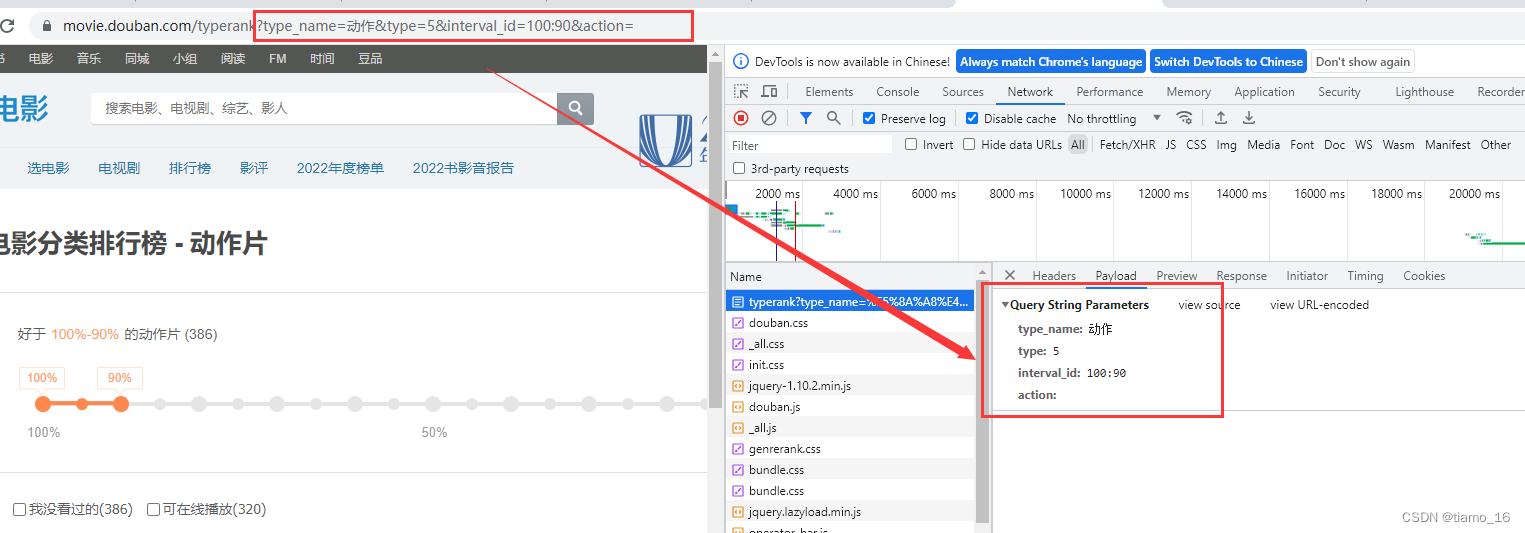 movie.douban.com/typerank?type_name=动作&type=5&interval_id=100:90&action=
书 电影 音乐 同城 小组 阅读 FM 时间 豆品
电影
搜索电影、电视剧、综艺、影人
选电影 电视剧 排行榜 影评 2022年度榜单 2022书影音报告
电影分类排行榜 - 动作片
好于 100%-90% 的动作片 (386)
100% 90%
100% 50%
我没看过的(386) 可在线播放(320)
DevTools is now available in Chinese! Always match Chrome's language Switch DevTools to Chinese Don't show again
Elements Console Sources Network Performance Memory Application Security Lighthouse Recorder
Preserve log Disable cache No throttling
Filter Invert Hide data URLs All Fetch/XHR JS CSS Img Media Font Doc WS Wasm Manifest Other
3rd-party requests
2000 ms 4000 ms 6000 ms 8000 ms 10000 ms 12000 ms 14000 ms 16000 ms 18000 ms 20000 ms
Name
typerank?type_name=%E5%8A%A8%E4...
douban.css
_all.css
init.css
jquery-1.10.2.min.js
douban.js
_all.js
genrerank.css
bundle.css
bundle.css
jquery.lazyload.min.js
operator_bar.js
Headers Payload Preview Response Initiator Timing Cookies
Query String Parameters view source view URL-encoded
type_name: 动作
type: 5
interval_id: 100:90
action:
CSDN @tiamo_16